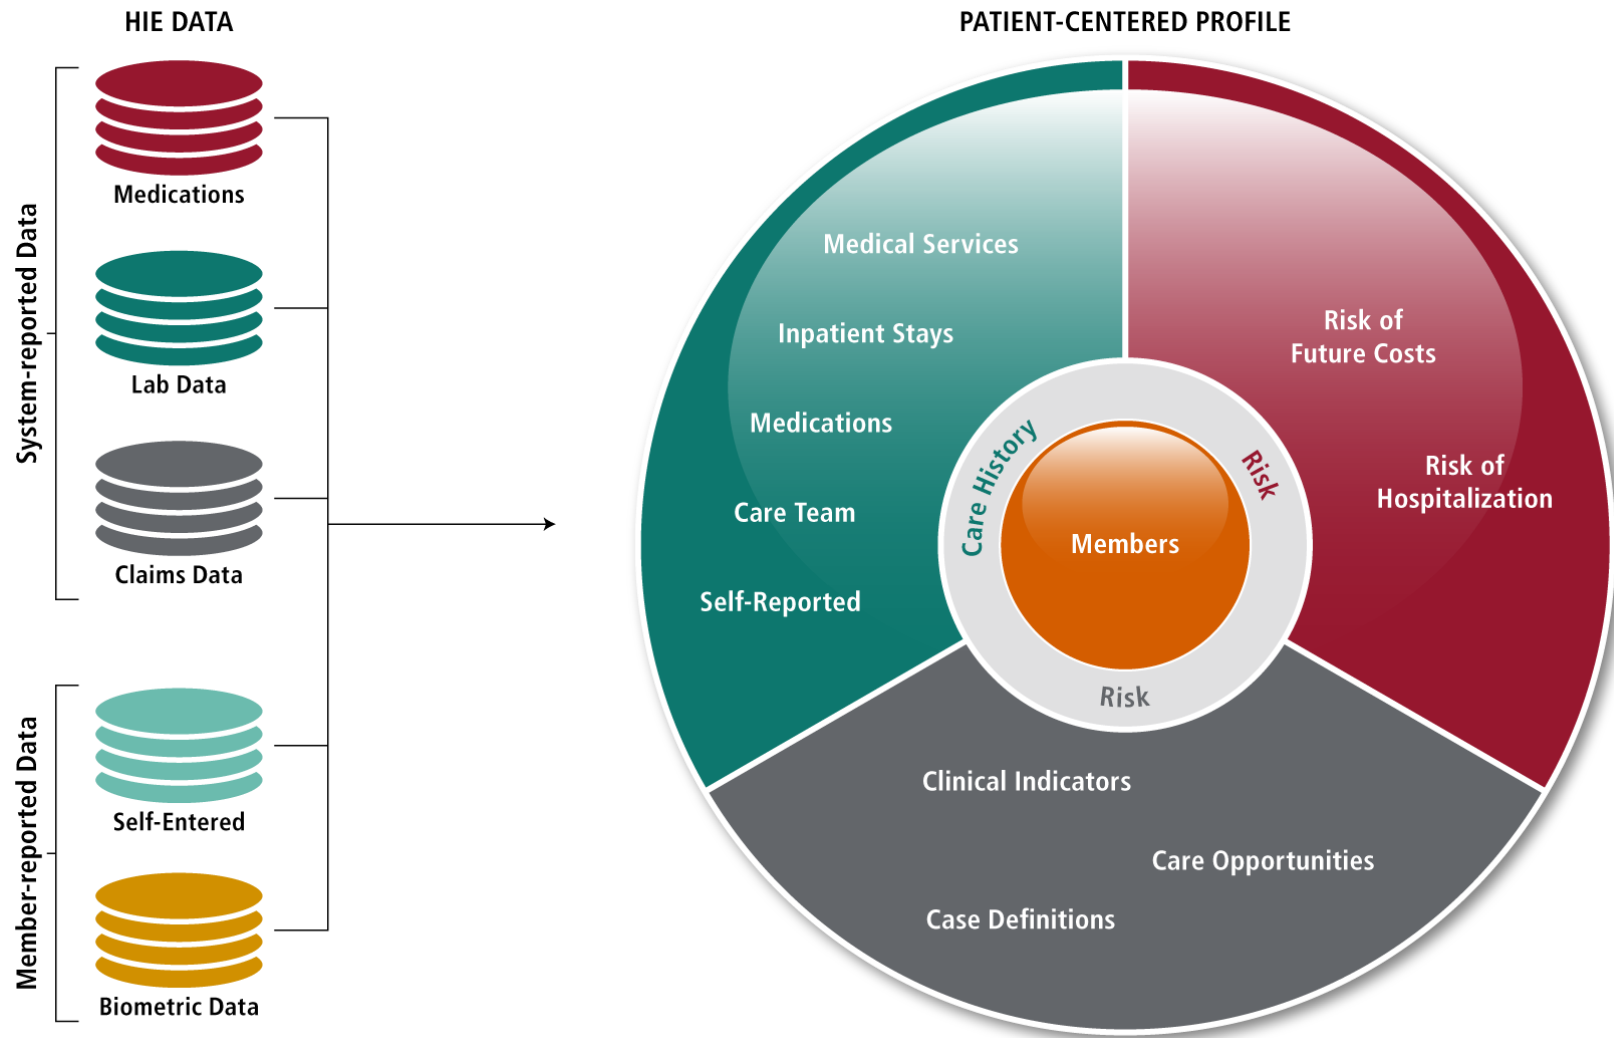 HIE DATA
System-reported Data
Medications
Lab Data
Claims Data
Member-reported Data
Self-Entered
Biometric Data
PATIENT-CENTERED PROFILE
Medical Services
Inpatient Stays
Medications
Care Team
Self-Reported
Care History
Risk of
Future Costs
Risk of
Hospitalization
Risk
Members
Risk
Clinical Indicators
Care Opportunities
Case Definitions